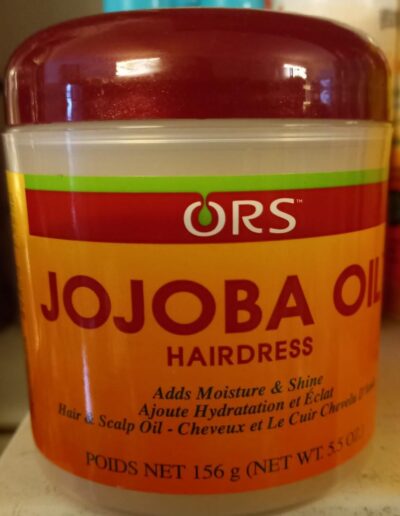 ORS™
JOJOBA OIL
HAIRDRESS
Adds Moisture & Shine
Ajoute Hydratation et Éclat
Hair & Scalp Oil - Cheveux et Le Cuir Chevelu
POIDS NET 156 g (NET WT. 5.5 OZ.)